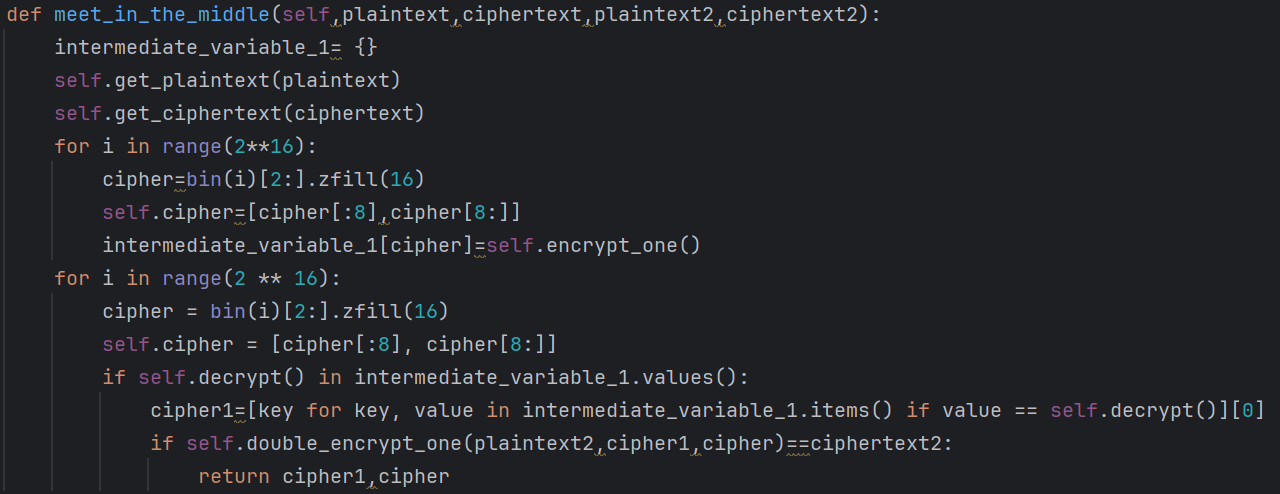 def meet_in_the_middle(self,plaintext,ciphertext,plaintext2,ciphertext2):
    intermediate_variable_1= {}
    self.get_plaintext(plaintext)
    self.get_ciphertext(ciphertext)
    for i in range(2**16):
        cipher=bin(i)[2:].zfill(16)
        self.cipher=[cipher[:8],cipher[8:]]
        intermediate_variable_1[cipher]=self.encrypt_one()
    for i in range(2 ** 16):
        cipher = bin(i)[2:].zfill(16)
        self.cipher = [cipher[:8], cipher[8:]]
        if self.decrypt() in intermediate_variable_1.values():
            cipher1=[key for key, value in intermediate_variable_1.items() if value == self.decrypt()][0]
            if self.double_encrypt_one(plaintext2,cipher1,cipher)==ciphertext2:
                return cipher1,cipher